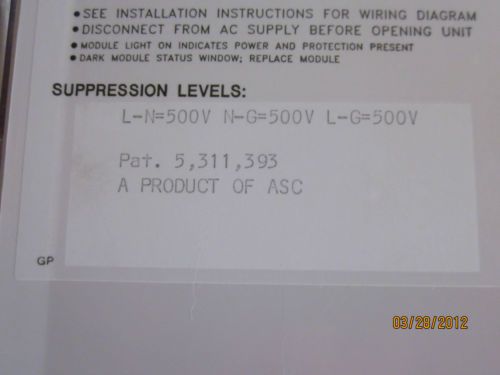 •SEE INSTALLATION INSTRUCTIONS FOR WIRING DIAGRAM
•DISCONNECT FROM AC SUPPLY BEFORE OPENING UNIT
•MODULE LIGHT ON INDICATES POWER AND PROTECTION PRESENT
•DARK MODULE STATUS WINDOW; REPLACE MODULE
SUPPRESSION LEVELS:
L-N=500V N-G=500V L-G=500V
Pat. 5,311,393
A PRODUCT OF ASC
GP
03/28/2012